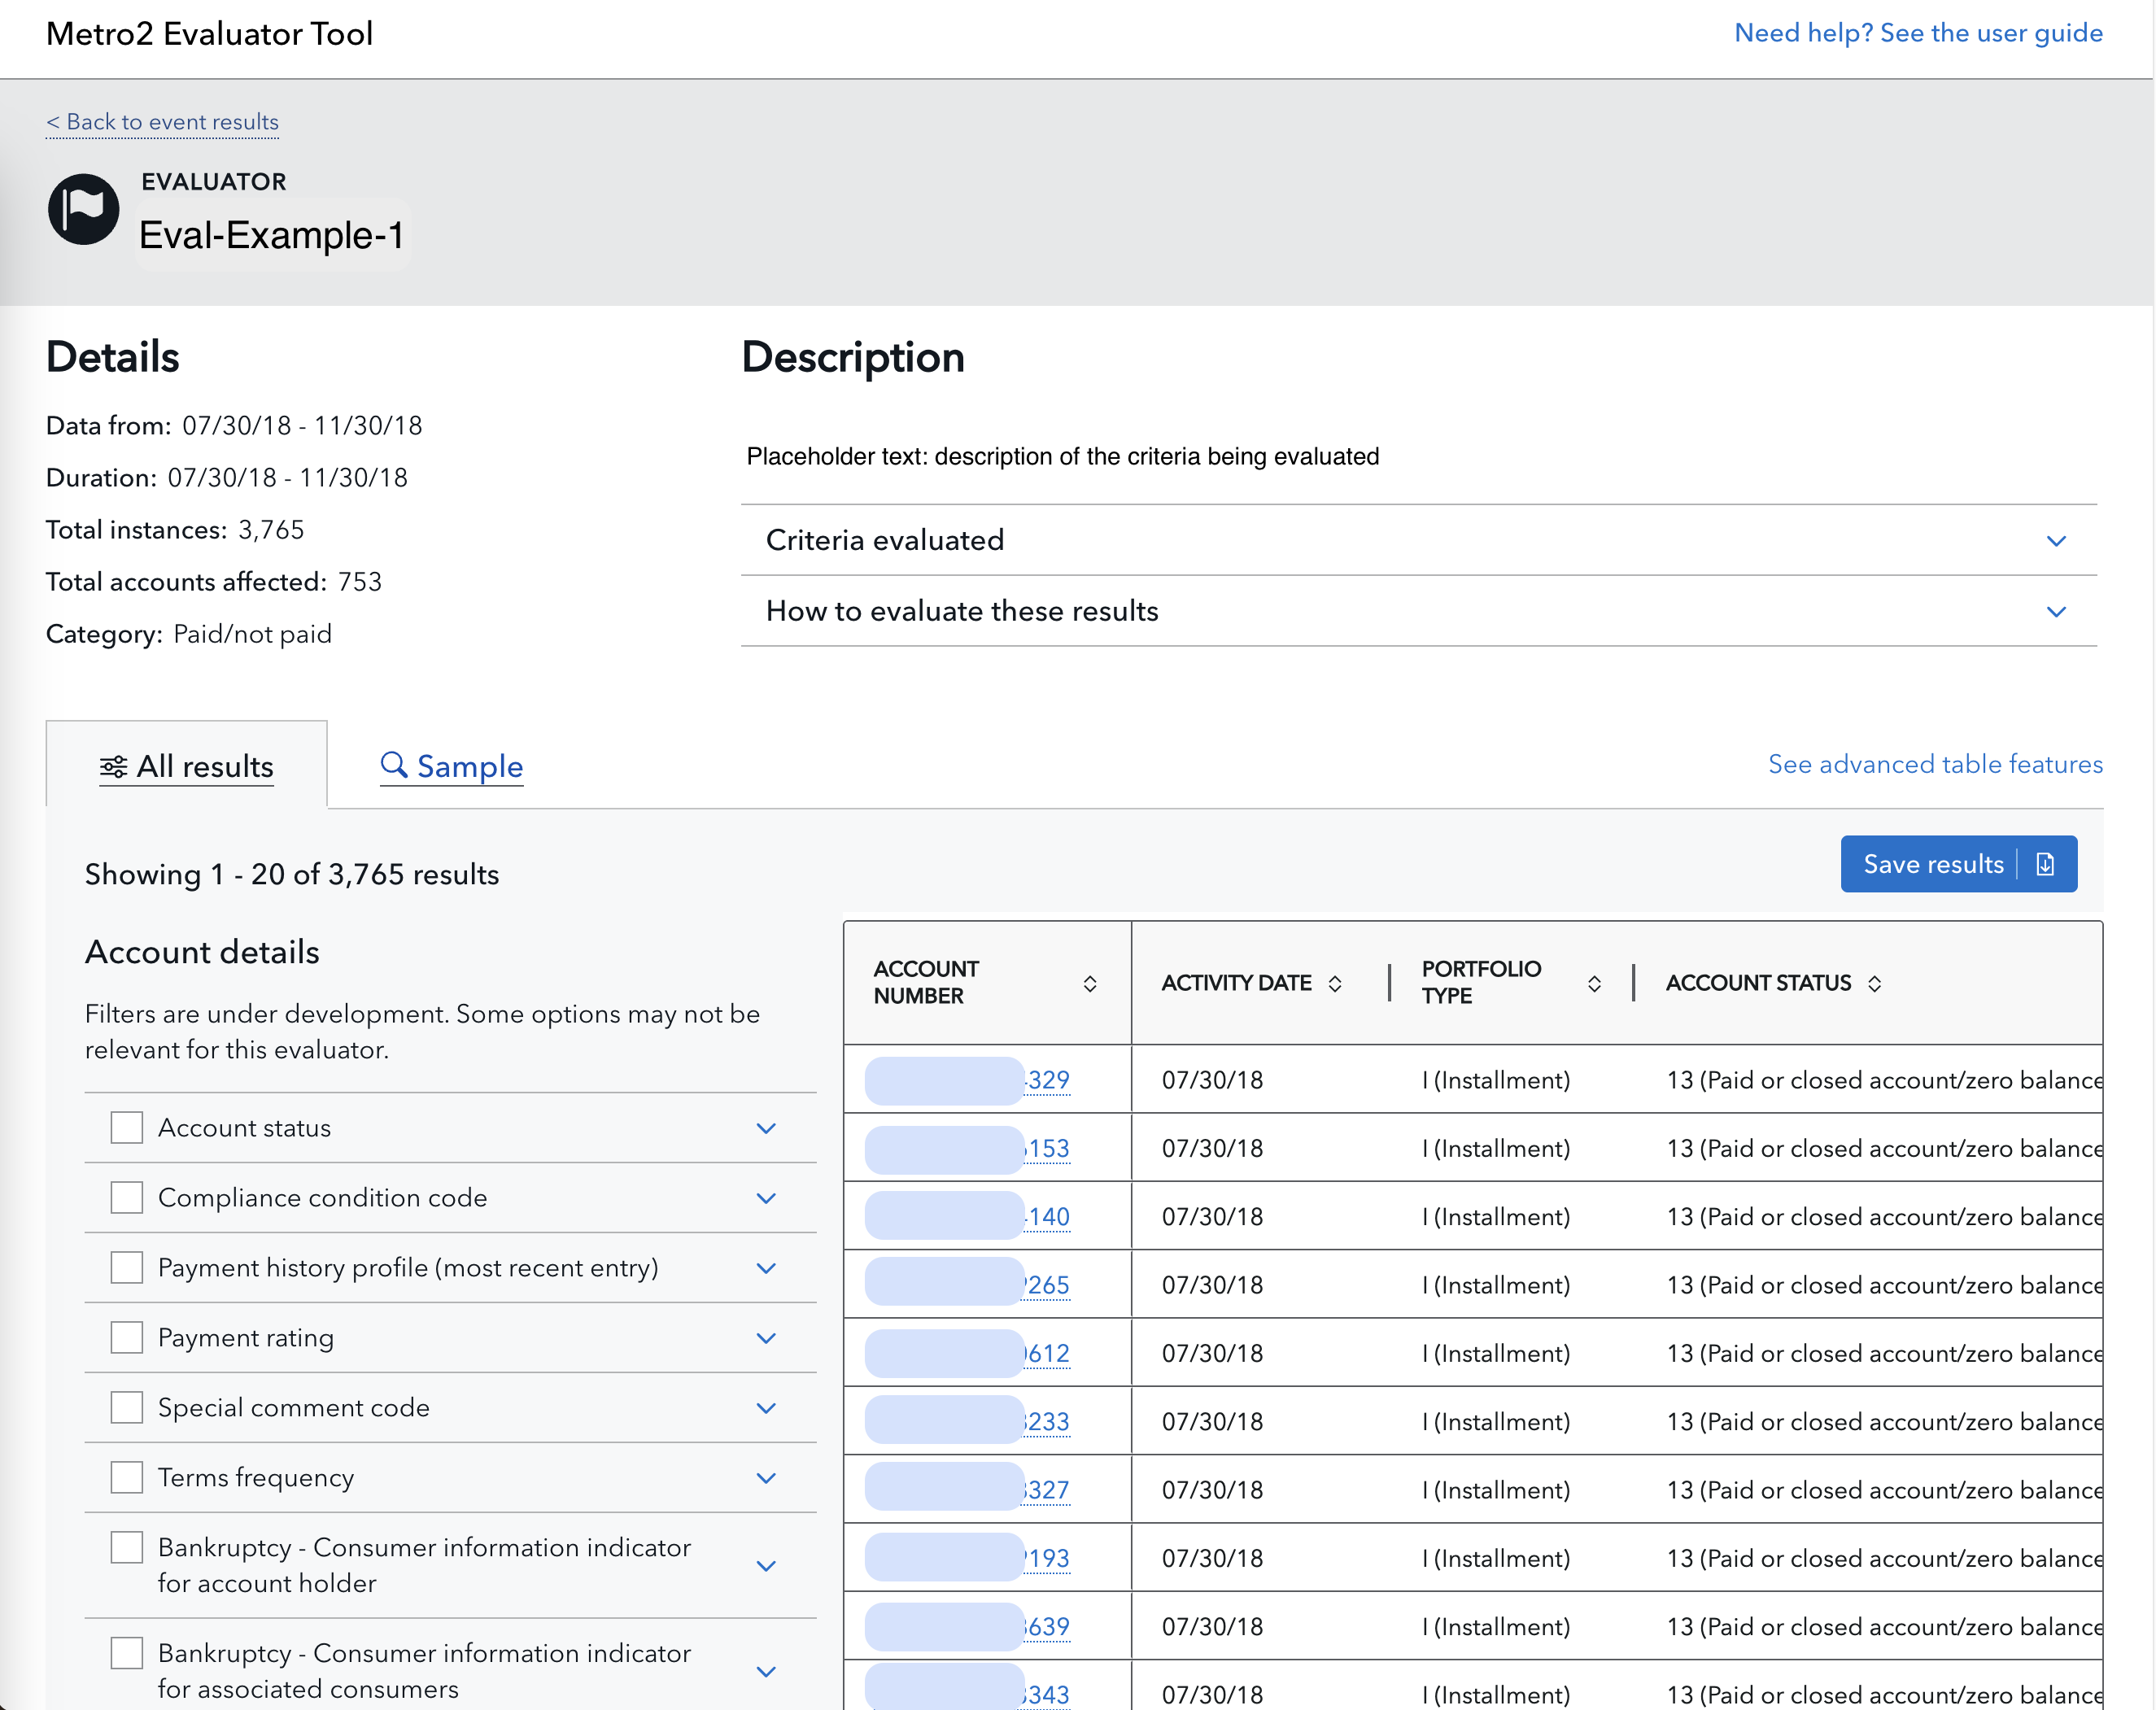 Metro2 Evaluator Tool
Need help? See the user guide
< Back to event results
EVALUATOR
Eval-Example-1
Details
Data from: 07/30/18 - 11/30/18
Duration: 07/30/18 - 11/30/18
Total instances: 3,765
Total accounts affected: 753
Category: Paid/not paid
Description
Placeholder text: description of the criteria being evaluated
Criteria evaluated
How to evaluate these results
All results
Sample
See advanced table features
Showing 1 - 20 of 3,765 results
Save results
Account details
Filters are under development. Some options may not be
relevant for this evaluator.
Account status
Compliance condition code
Payment history profile (most recent entry)
Payment rating
Special comment code
Terms frequency
Bankruptcy - Consumer information indicator
for account holder
Bankruptcy - Consumer information indicator
for associated consumers
ACCOUNT
NUMBER
ACTIVITY DATE
PORTFOLIO
TYPE
ACCOUNT STATUS
329 07/30/18 I (Installment) 13 (Paid or closed account/zero balance
153 07/30/18 I (Installment) 13 (Paid or closed account/zero balance
140 07/30/18 I (Installment) 13 (Paid or closed account/zero balance
265 07/30/18 I (Installment) 13 (Paid or closed account/zero balance
612 07/30/18 I (Installment) 13 (Paid or closed account/zero balance
233 07/30/18 I (Installment) 13 (Paid or closed account/zero balance
327 07/30/18 I (Installment) 13 (Paid or closed account/zero balance
193 07/30/18 I (Installment) 13 (Paid or closed account/zero balance
639 07/30/18 I (Installment) 13 (Paid or closed account/zero balance
343 07/30/18 I (Installment) 13 (Paid or closed account/zero balance